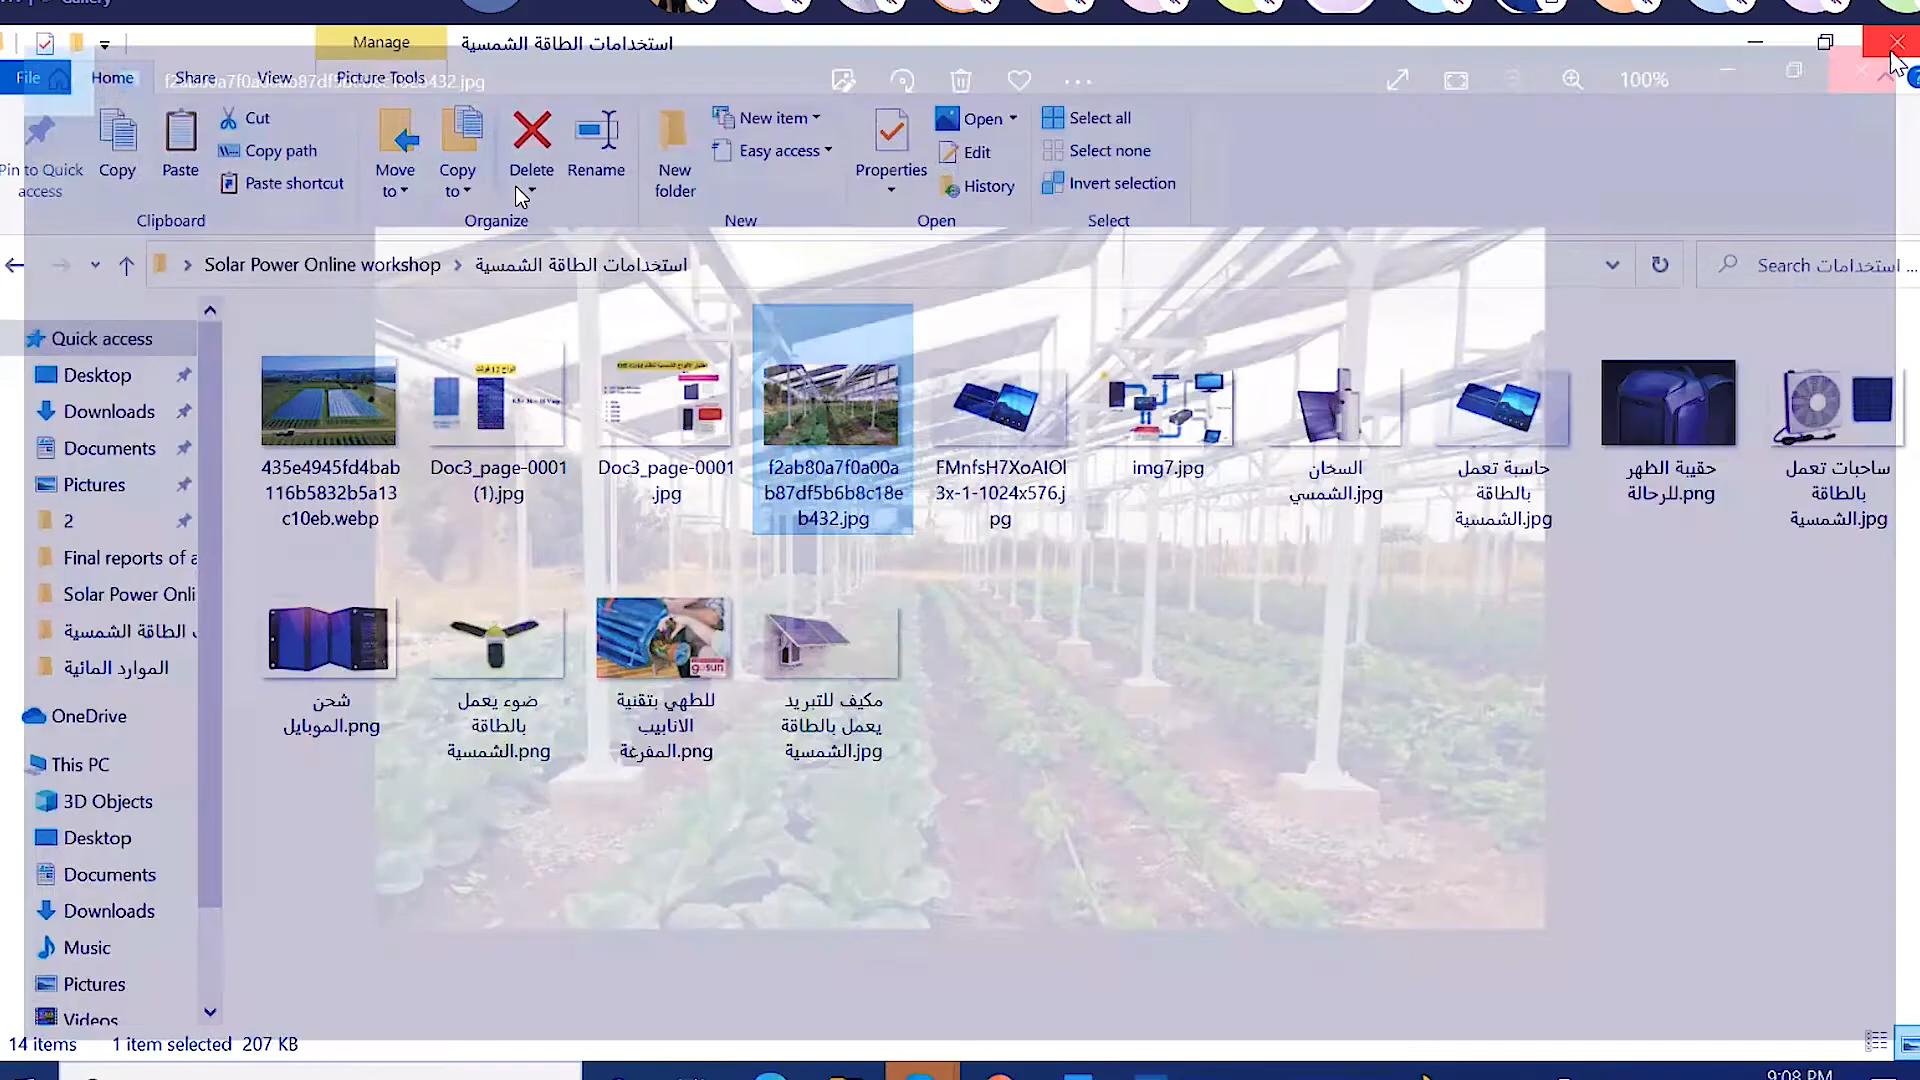 Gallery
Manage
استخدامات الطاقة الشمسية
File
Home
Share
View
Picture Tools
100%
Pin to Quick access
Copy
Paste
Cut
Copy path
Paste shortcut
Clipboard
Move to
Copy to
Delete
Rename
Organize
New folder
New item
Easy access
New
Properties
Open
Edit
History
Open
Select all
Select none
Invert selection
Select
Solar Power Online workshop
استخدامات الطاقة الشمسية
Search استخدامات ...
Quick access
Desktop
Downloads
Documents
Pictures
2
Final reports of a
Solar Power Onli
ت الطاقة الشمسية
الموارد المائية
OneDrive
This PC
3D Objects
Desktop
Documents
Downloads
Music
Pictures
Videos
435e4945fd4bab
116b5832b5a13
c10eb.webp
Doc3_page-0001
(1).jpg
Doc3_page-0001
.jpg
f2ab80a7f0a00a
b87df5b6b8c18e
b432.jpg
FMnfsH7XoAIOl
3x-1-1024x576.j
pg
img7.jpg
السخان
الشمسي.jpg
حاسبة تعمل
بالطاقة
الشمسية.jpg
حقيبة الظهر
للرحالة.png
ساحبات تعمل
بالطاقة
الشمسية.jpg
شحن
الموبايل.png
ضوء يعمل
بالطاقة
الشمسية.png
للطهي بتقنية
الانابيب
المفرغة.png
مكيف للتبريد
يعمل بالطاقة
الشمسية.jpg
14 items
1 item selected 207 KB
9:08 PM